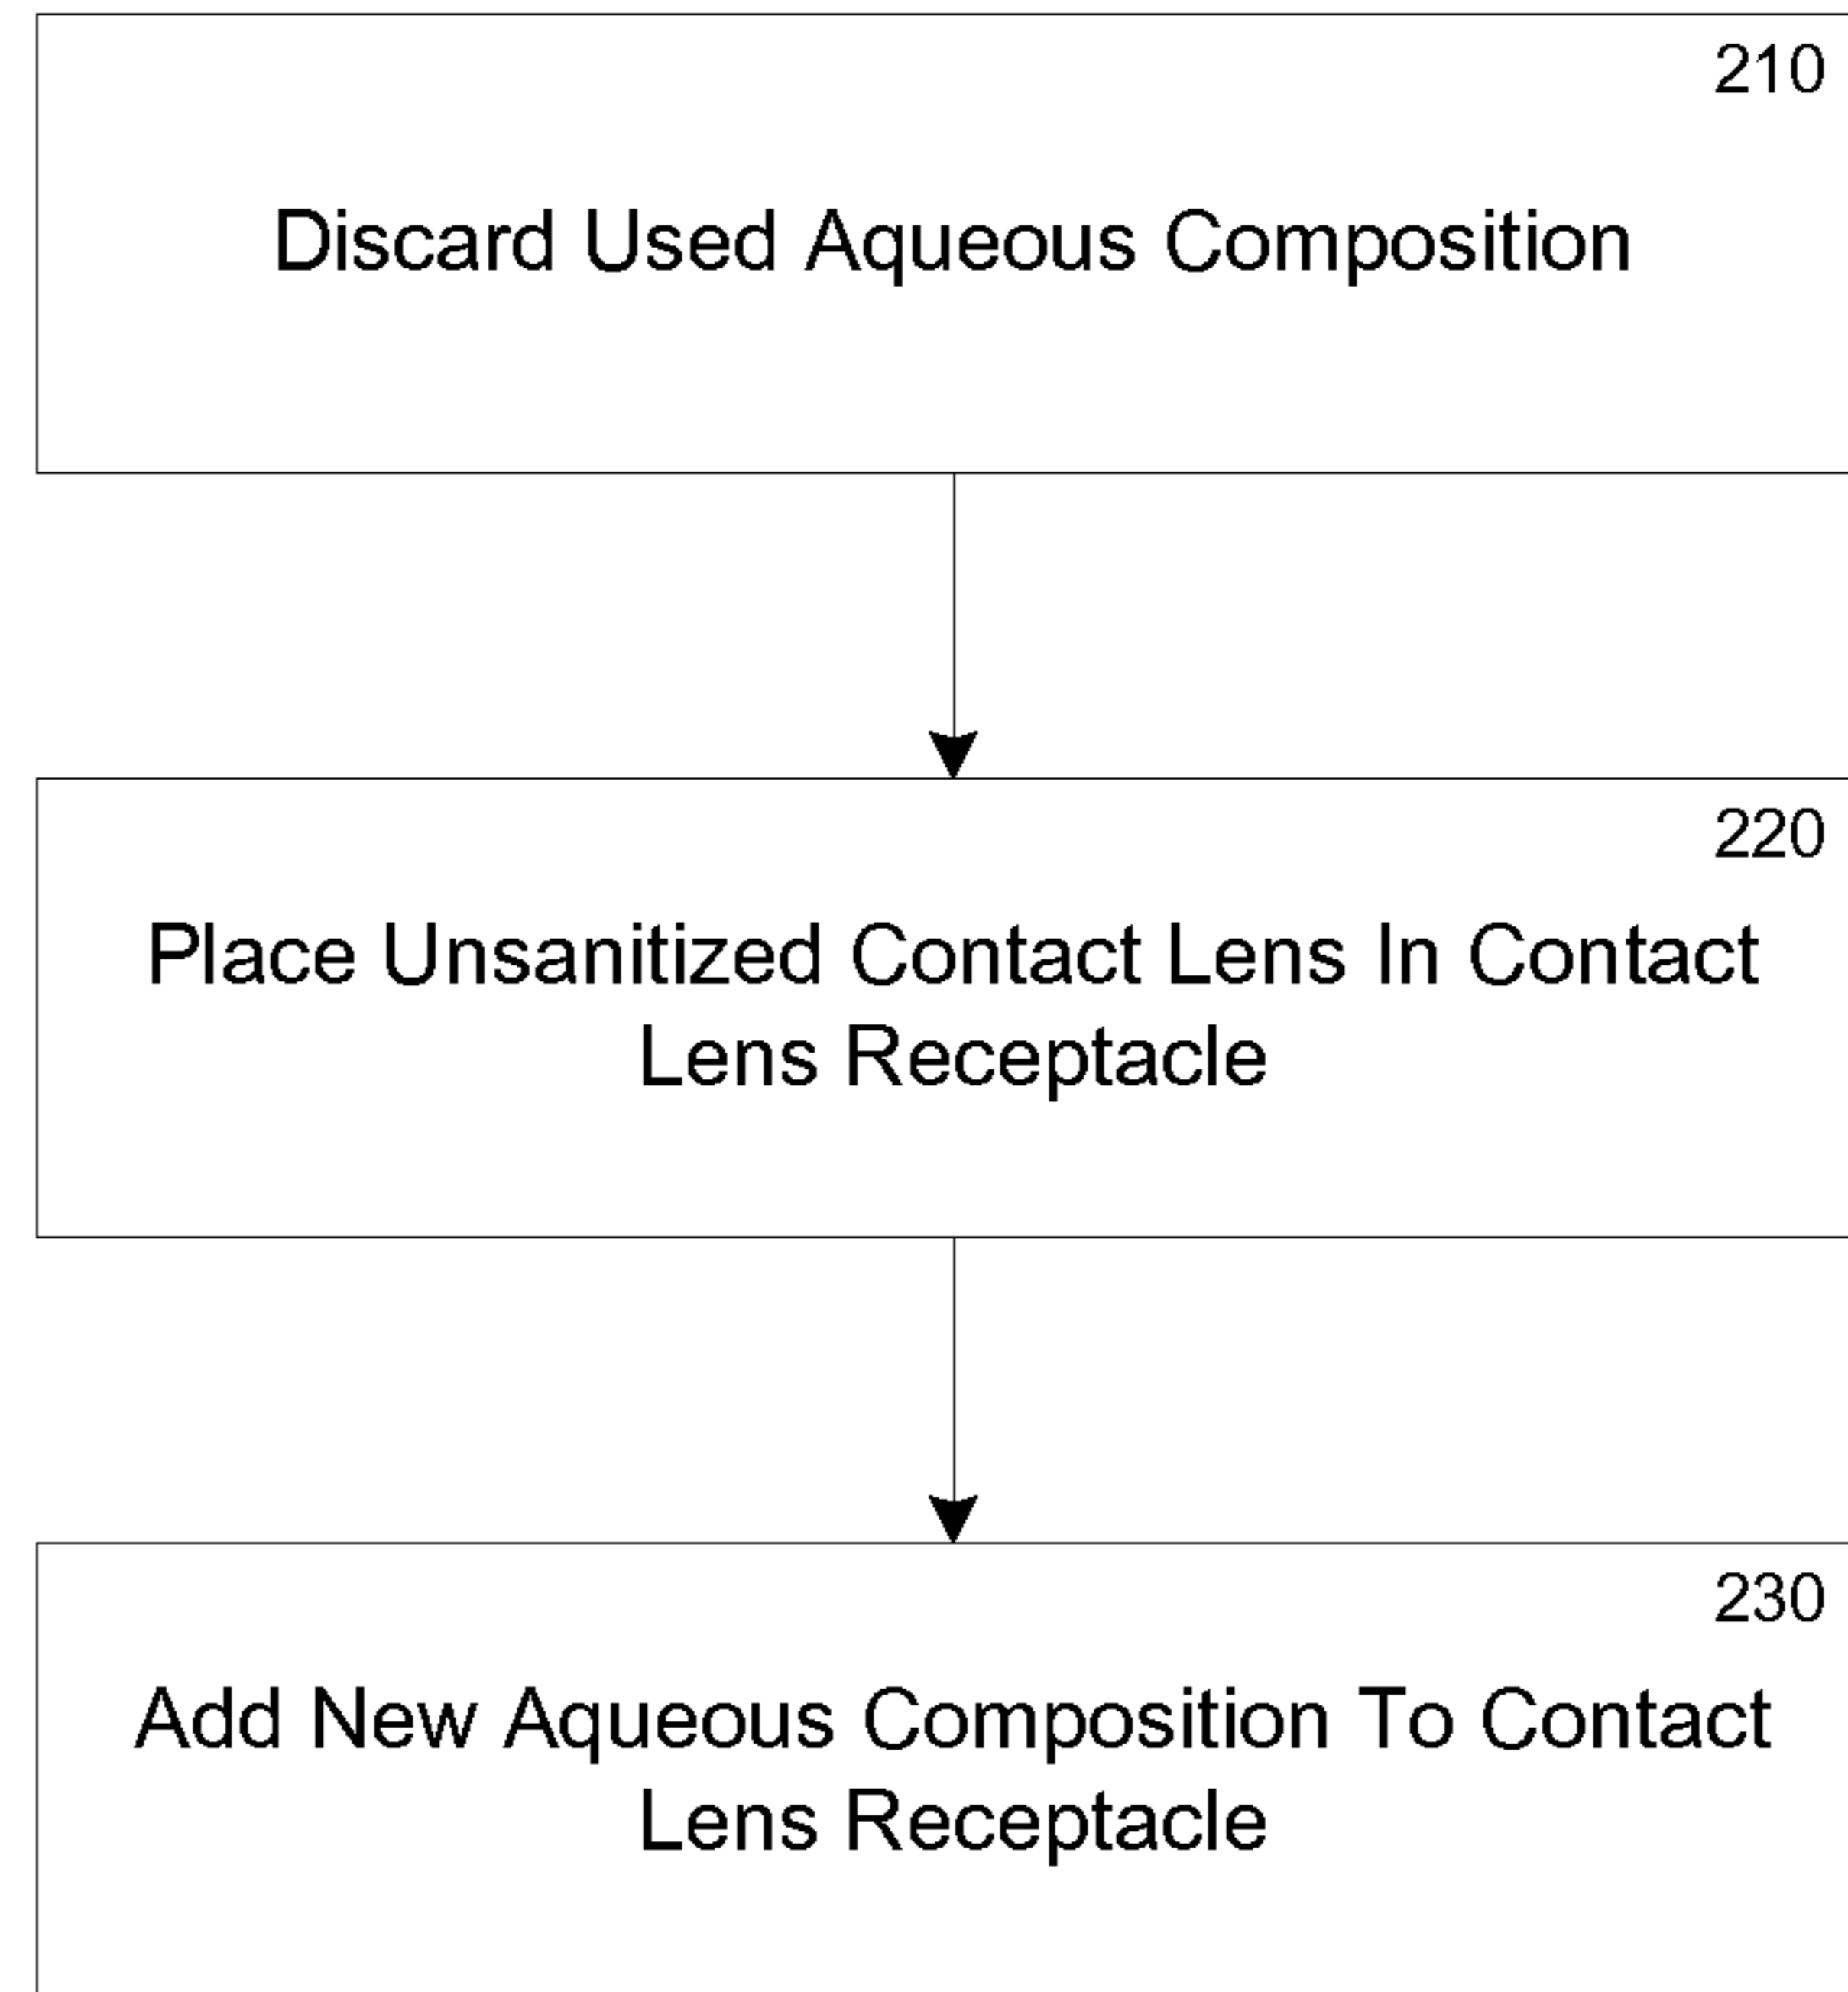 210
Discard Used Aqueous Composition
220
Place Unsanitized Contact Lens In Contact
Lens Receptacle
230
Add New Aqueous Composition To Contact
Lens Receptacle